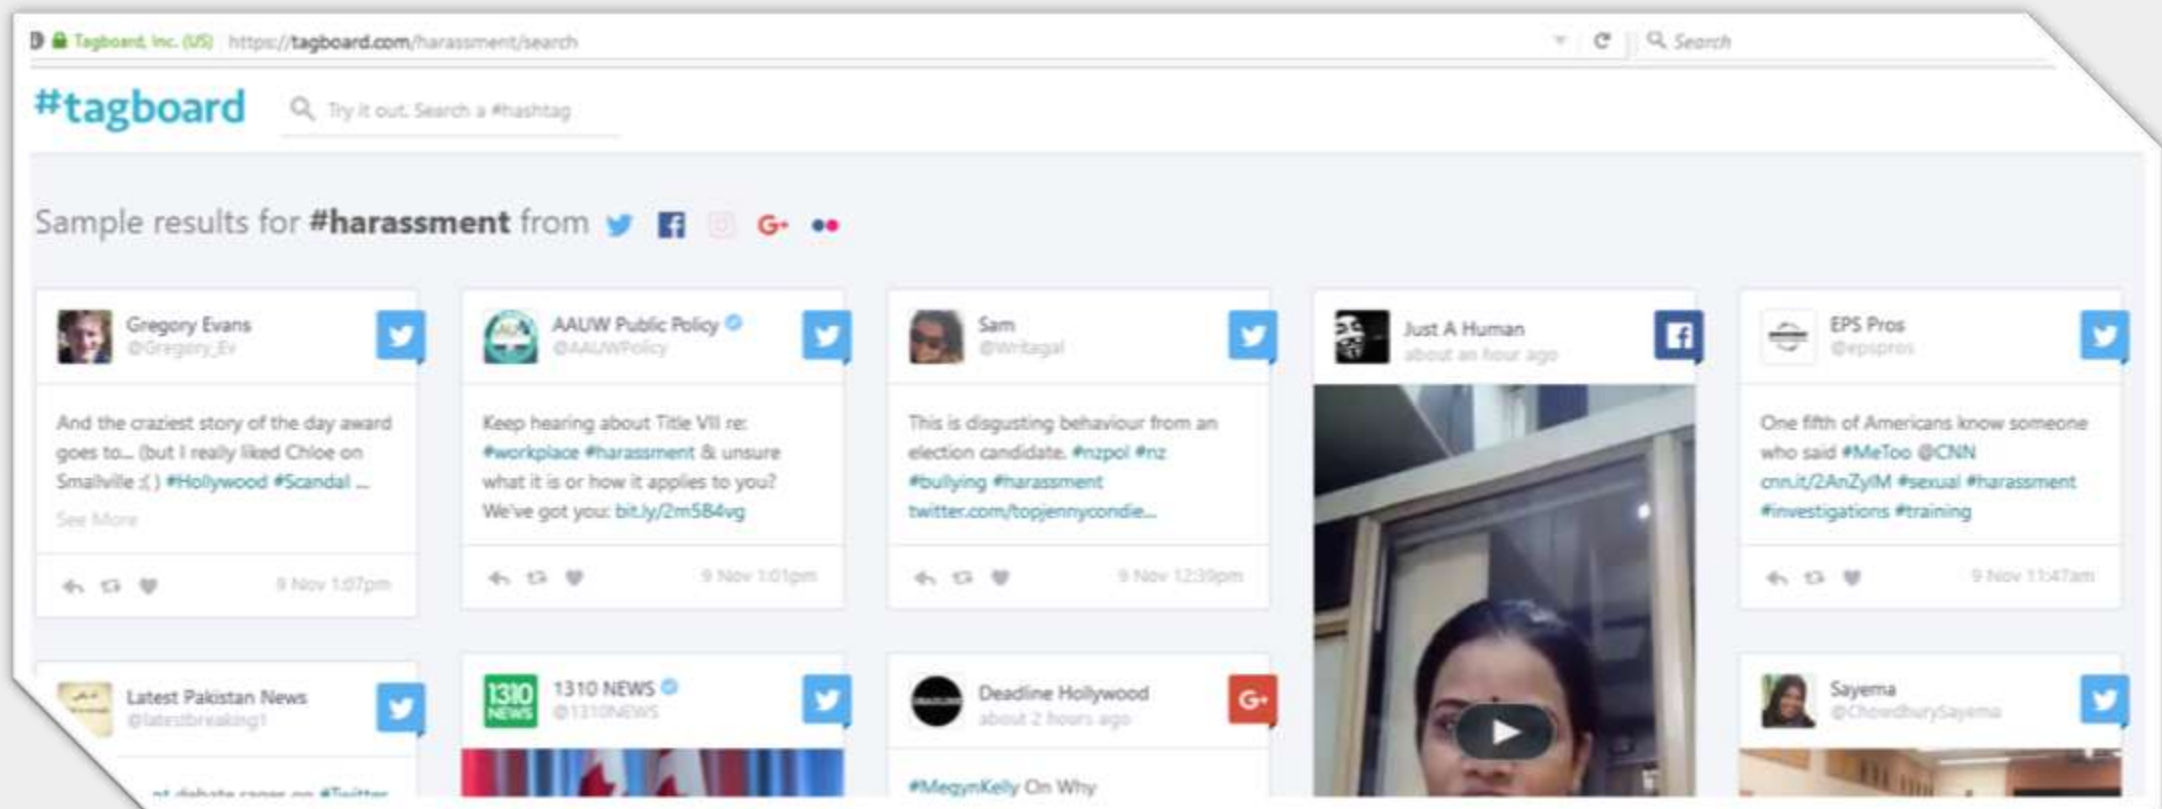 Tagboard, Inc. (US) https://tagboard.com/harassment/search
Search
#tagboard
Try it out. Search a #hashtag
Sample results for #harassment from
Gregory Evans
@Gregory_Ev
And the craziest story of the day award
goes to... (but I really liked Chloe on
Smallville :( ) #Hollywood #Scandal ...
See More
9 Nov 1:07pm
AAUW Public Policy
@AAUWPolicy
Keep hearing about Title VII re:
#workplace #harassment & unsure
what it is or how it applies to you?
We've got you: bit.ly/2m5B4vg
9 Nov 1:01pm
Sam
@Writagal
This is disgusting behaviour from an
election candidate. #nzpol #nz
#bullying #harassment
twitter.com/topjennycondie...
9 Nov 12:39pm
Just A Human
about an hour ago
EPS Pros
@epspros
One fifth of Americans know someone
who said #MeToo @CNN
cnn.it/2AnZyIM #sexual #harassment
#investigations #training
9 Nov 11:47am
Latest Pakistan News
@latestbreaking1
debate rages on #Twitter
1310 NEWS
1310 NEWS
@1310NEWS
Deadline Hollywood
about 2 hours ago
#MegynKelly On Why
Sayema
@ChowdhurySayema